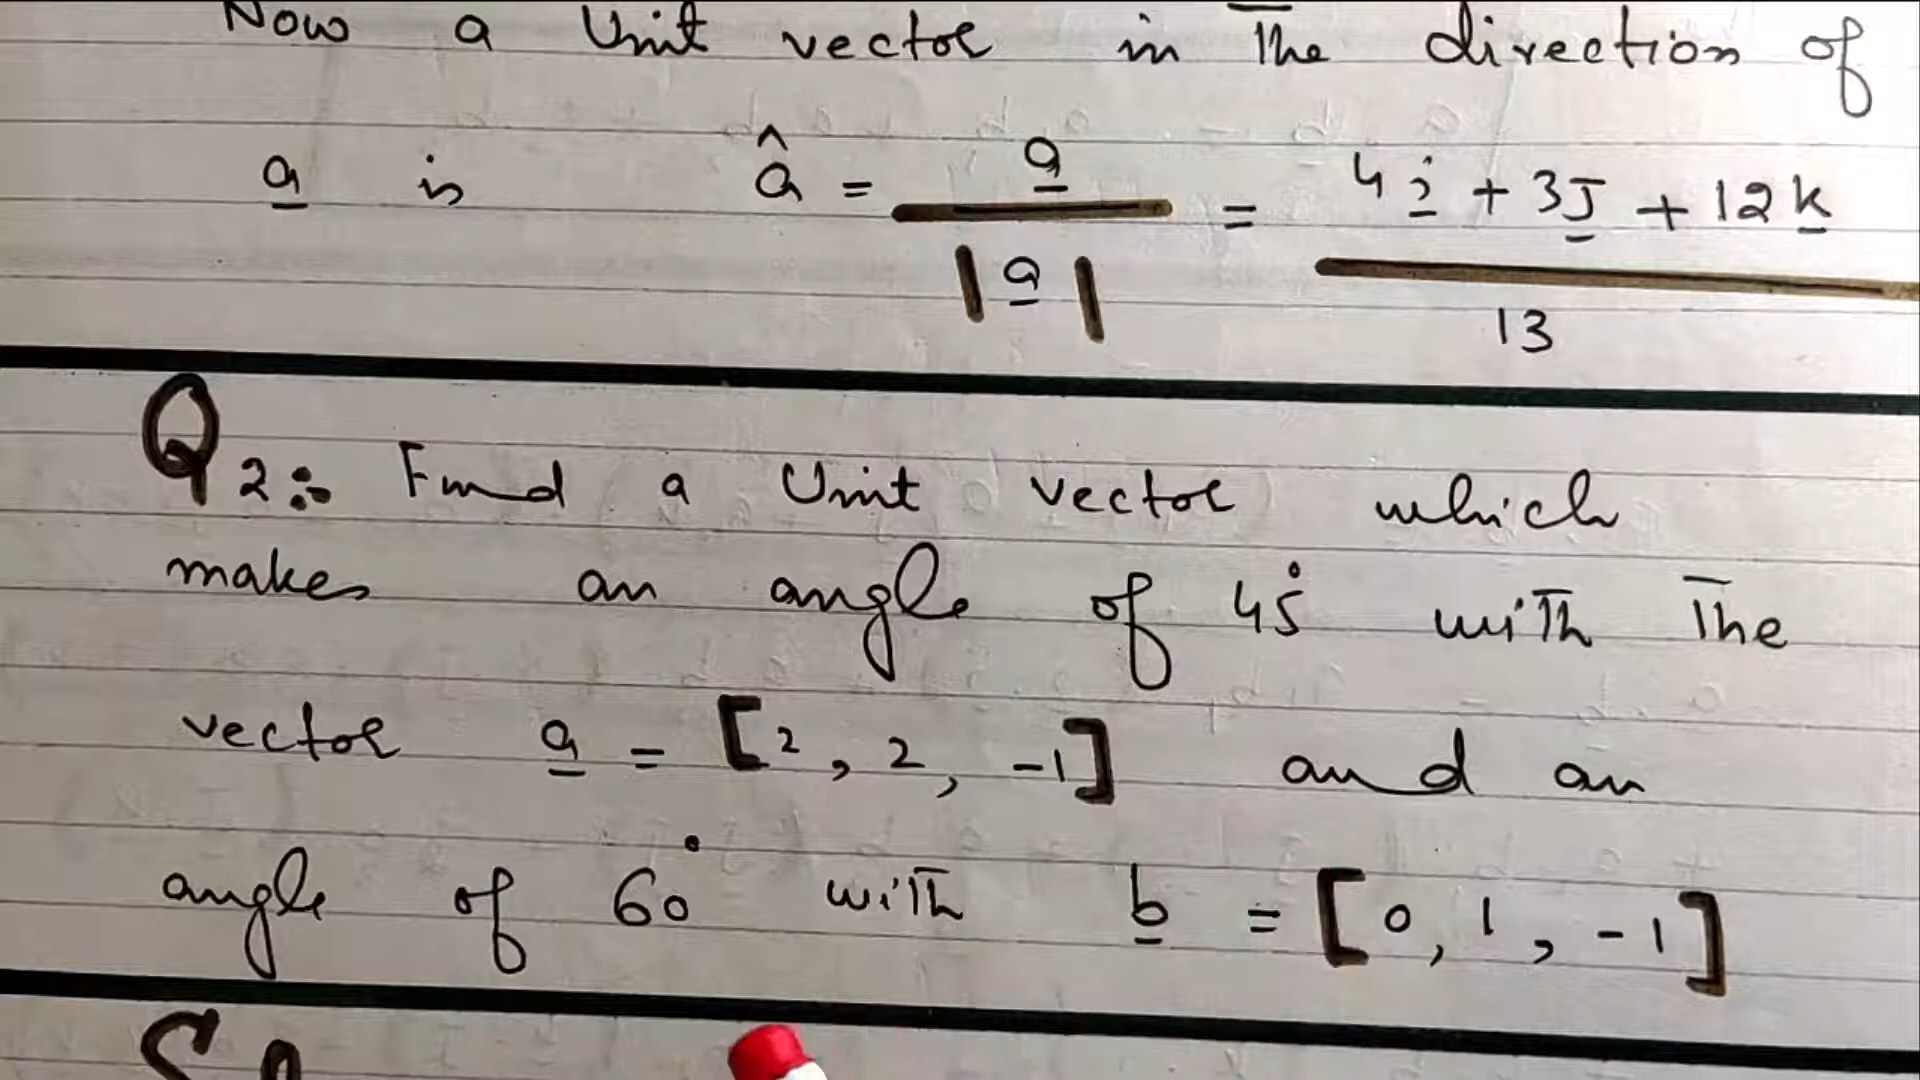 Now a Unit vector in The direction of
a is â = a / |a| = 4i + 3J + 12k / 13
Q2:- Find a Unit vector which
makes an angle of 45° with The
vector a = [2, 2, -1] and an
angle of 60° with b = [0, 1, -1]